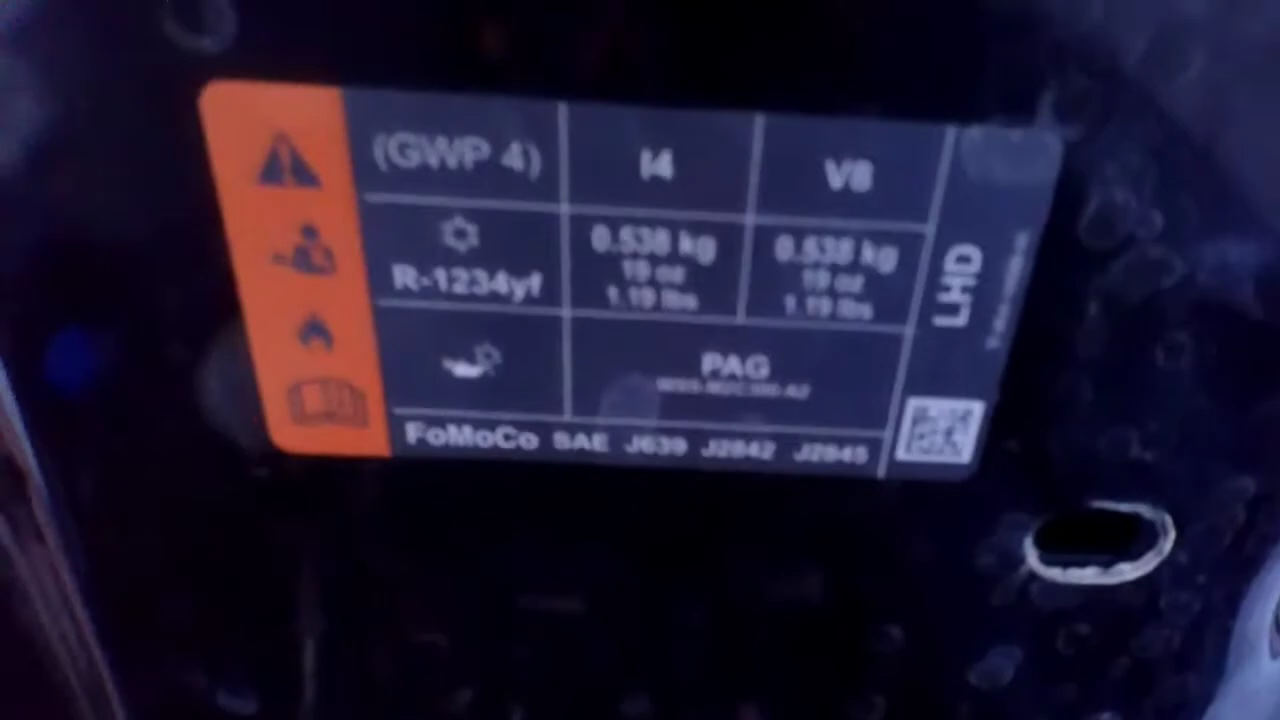 (GWP 4) I4 V8
R-1234yf
0.538 kg
19 oz
1.19 lbs
0.538 kg
19 oz
1.19 lbs
PAG
FoMoCo SAE J639 J2842 J2845
LHD